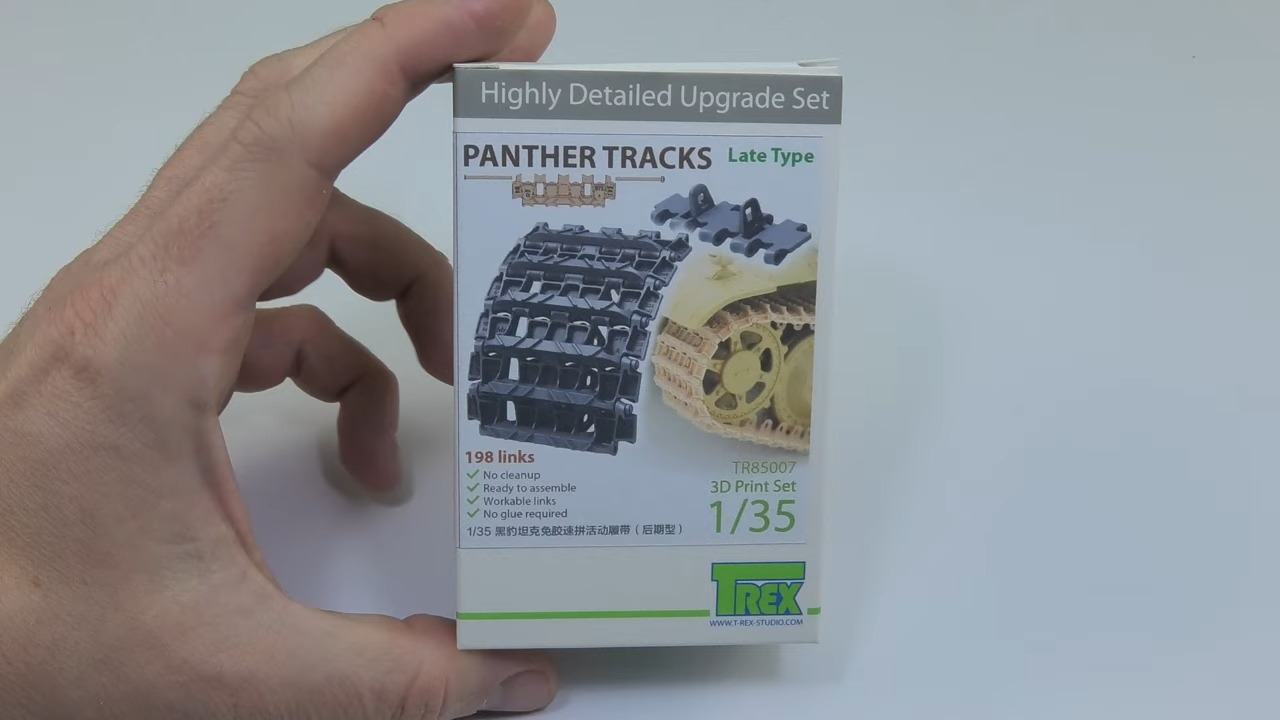 Highly Detailed Upgrade Set
PANTHER TRACKS Late Type
198 links
No cleanup
Ready to assemble
Workable links
No glue required
1/35 黑豹坦克免胶速拼活动履带（后期型）
TR85007
3D Print Set
1/35
T-REX
WWW.T-REX-STUDIO.COM